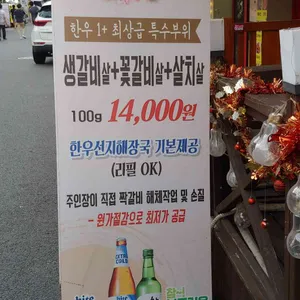 한우 1+ 최상급 특수부위
생갈비살+꽃갈비살+살치살
100g 14,000원
한우선지해장국 기본제공
(리필 OK)
주인장이 직접 짝갈비 해체작업 및 손질
- 원가절감으로 최저가 공급